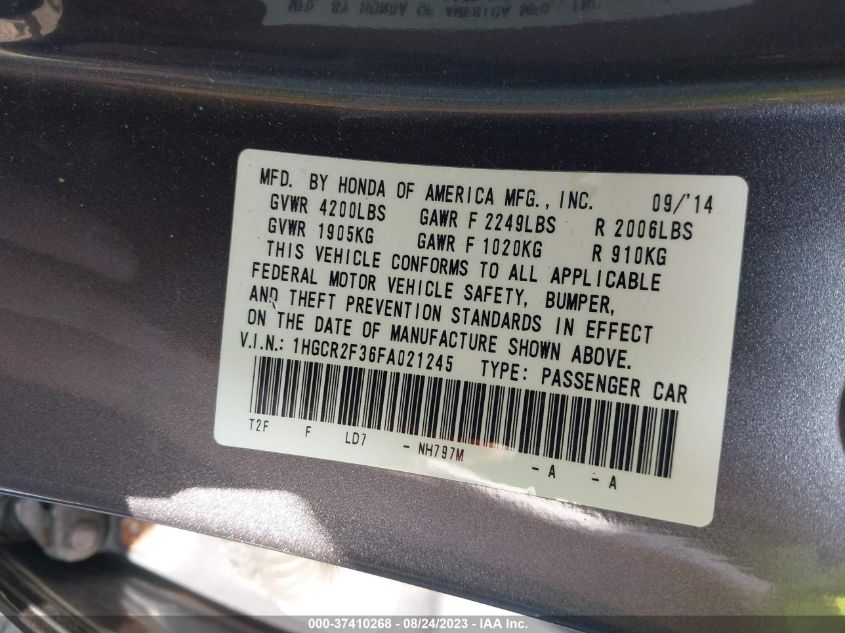 MFD. BY HONDA OF AMERICA MFG., INC. 09/'14
GVWR 4200LBS GAWR F 2249LBS R 2006LBS
GVWR 1905KG GAWR F 1020KG R 910KG
THIS VEHICLE CONFORMS TO ALL APPLICABLE
FEDERAL MOTOR VEHICLE SAFETY, BUMPER,
AND THEFT PREVENTION STANDARDS IN EFFECT
ON THE DATE OF MANUFACTURE SHOWN ABOVE.
V.I.N.: 1HGCR2F36FA021245 TYPE: PASSENGER CAR
T2F F LD7 - NH797M - A - A
000-37410268 - 08/24/2023 - IAA Inc.